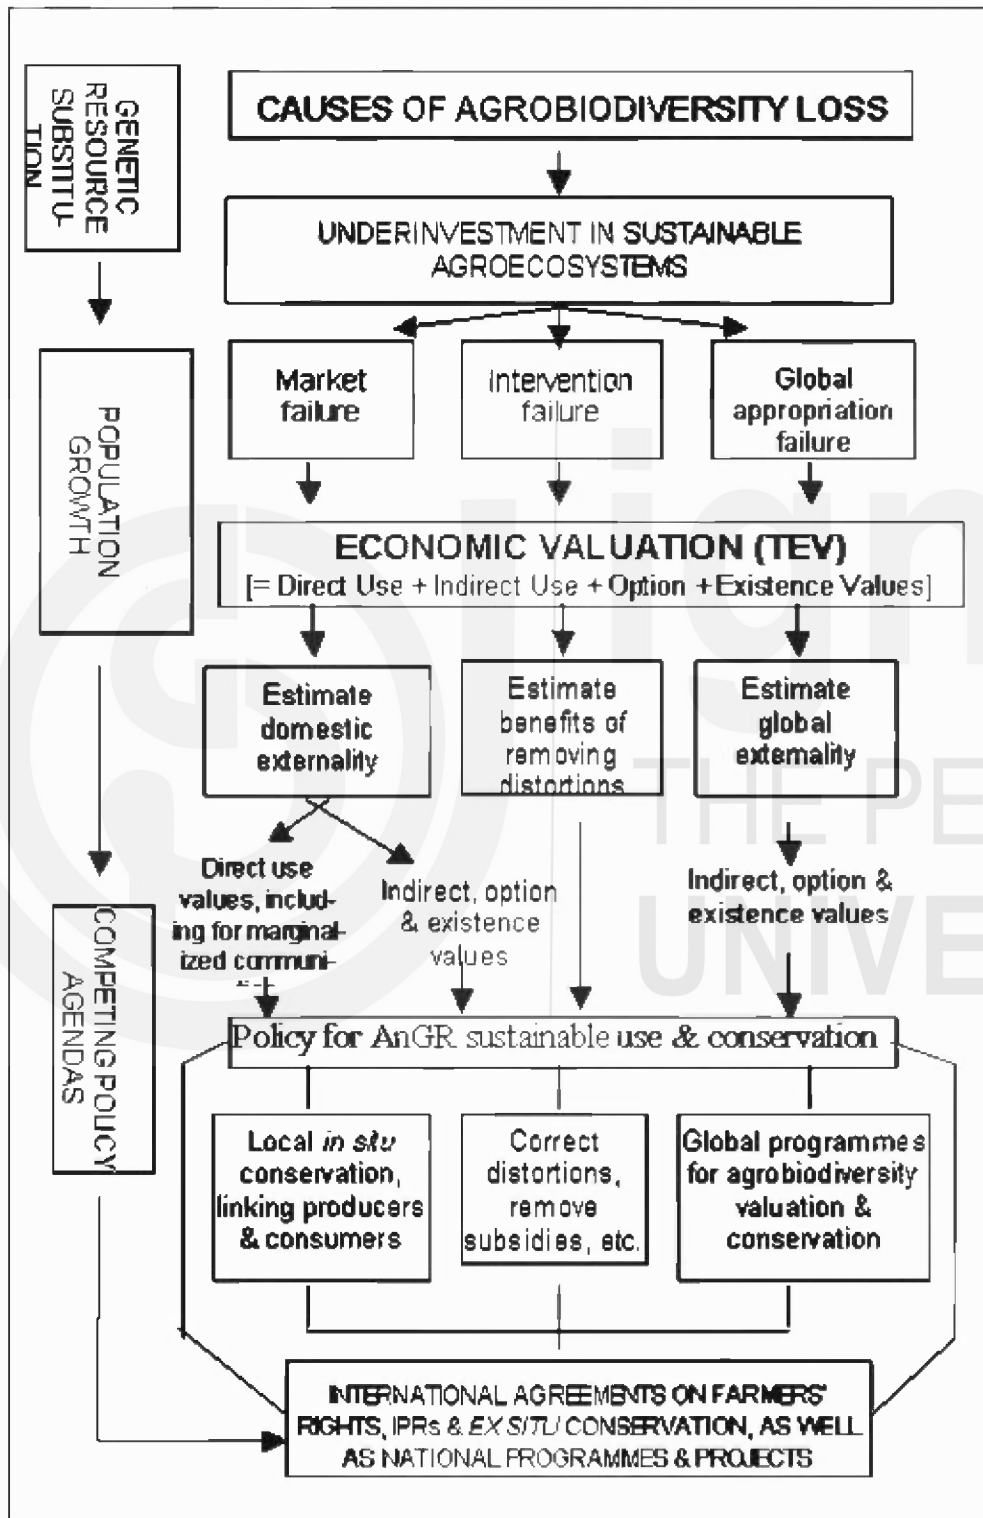 GENETIC
RESOURCE
SUBSTITU-
TION
POPULATION
GROWTH
COMPETING POLICY
AGENDAS
CAUSES OF AGROBIODIVERSITY LOSS
UNDERINVESTMENT IN SUSTAINABLE
AGROECOSYSTEMS
Market
failure
Intervention
failure
Global
appropriation
failure
ECONOMIC VALUATION (TEV)
[= Direct Use + Indirect Use + Option +Existence Values]
Estimate
domestic
externality
Estimate
benefits of
removing
distortions
Estimate
global
externality
Direct use
values, includ-
ing for marginal-
ized communi-
Indirect, option
& existence
values
Indirect, option &
existence values
Policy for AnGR sustainable use & conservation
Local in situ
conservation,
linking producers
& consumers
Correct
distortions,
remove
subsidies, etc.
Global programmes
for agrobiodiversity
valuation &
conservation
INTERNATIONAL AGREEMENTS ON FARMERS'
RIGHTS, IPRs & EX SITU CONSERVATION, AS WELL
AS NATIONAL PROGRAMMES & PROJECTS
ign
THE PE
UNIVE